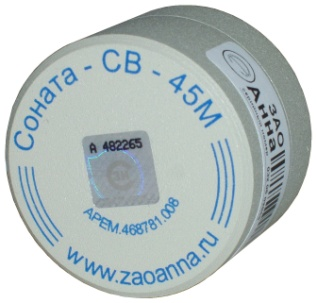 Соната - СВ - 45М
А 482265
АРЕМ.468781.008
www.zaoanna.ru
ЗАО
Анна